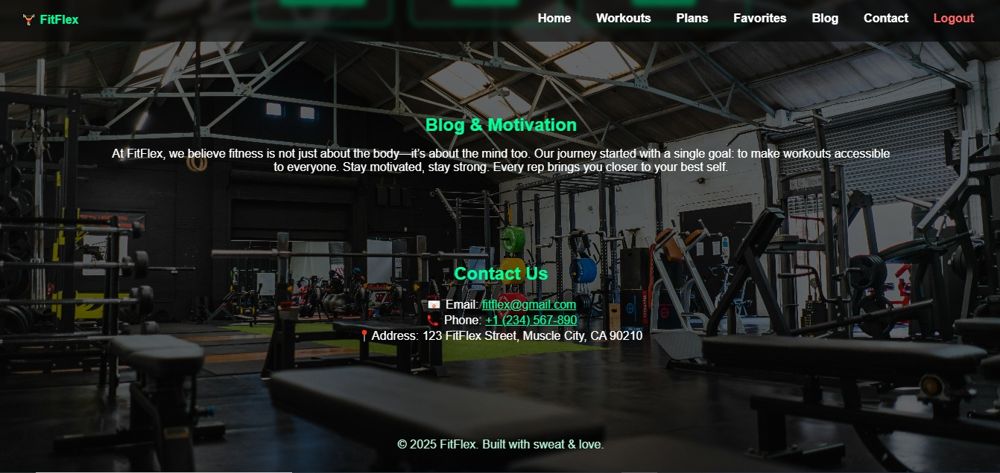 FitFlex
Home Workouts Plans Favorites Blog Contact Logout
Blog & Motivation
At FitFlex, we believe fitness is not just about the body—it's about the mind too. Our journey started with a single goal: to make workouts accessible
to everyone. Stay motivated, stay strong. Every rep brings you closer to your best self.
Contact Us
Email: fitflex@gmail.com
Phone: +1 (234) 567-890
Address: 123 FitFlex Street, Muscle City, CA 90210
© 2025 FitFlex. Built with sweat & love.